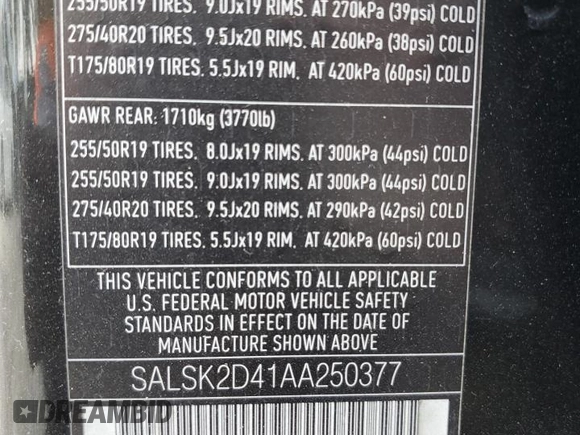 255/50R19 TIRES. 9.0Jx19 RIMS. AT 270kPa (39psi) COLD
275/40R20 TIRES. 9.5Jx20 RIMS. AT 260kPa (38psi) COLD
T175/80R19 TIRES. 5.5Jx19 RIM. AT 420kPa (60psi) COLD
GAWR REAR: 1710kg (3770lb)
255/50R19 TIRES. 8.0Jx19 RIMS. AT 300kPa (44psi) COLD
255/50R19 TIRES. 9.0Jx19 RIMS. AT 300kPa (44psi) COLD
275/40R20 TIRES. 9.5Jx20 RIMS. AT 290kPa (42psi) COLD
T175/80R19 TIRES. 5.5Jx19 RIM. AT 420kPa (60psi) COLD
THIS VEHICLE CONFORMS TO ALL APPLICABLE
U.S. FEDERAL MOTOR VEHICLE SAFETY
STANDARDS IN EFFECT ON THE DATE OF
MANUFACTURE SHOWN ABOVE
SALSK2D41AA250377
DREAMBID